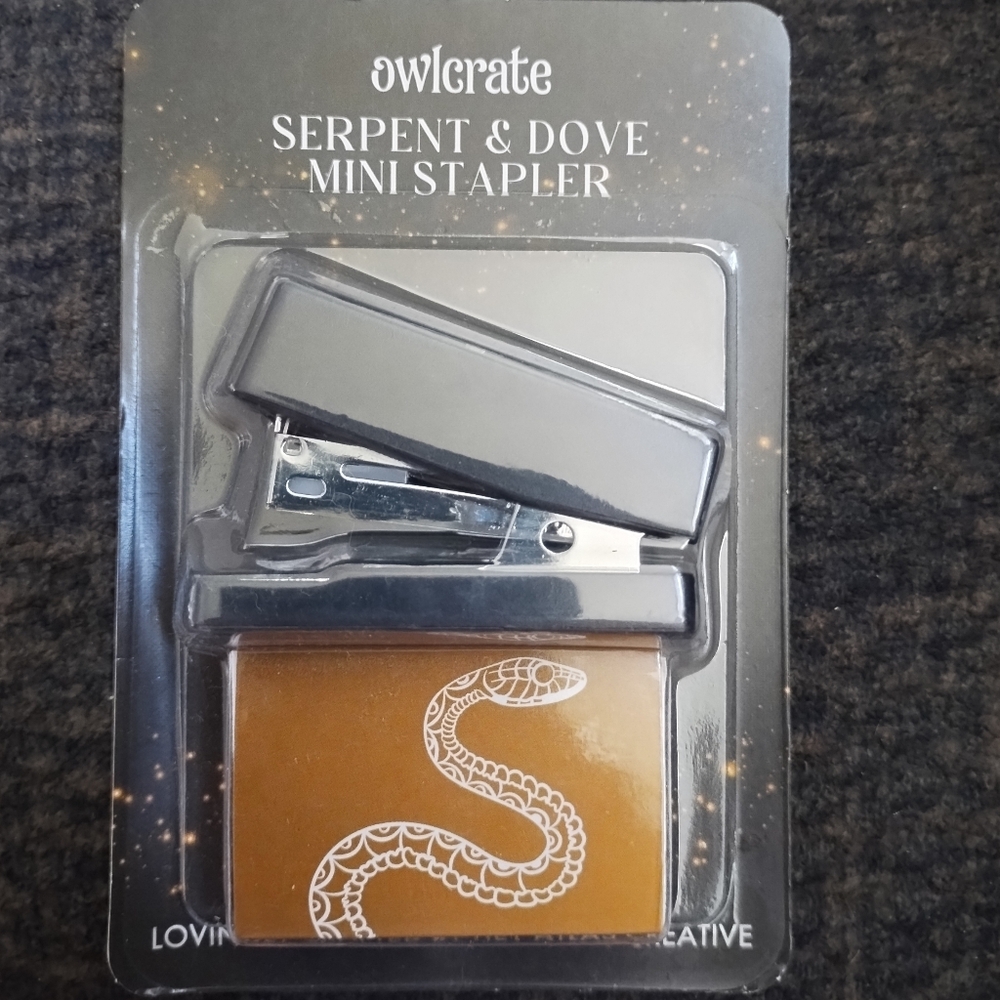 owlcrate
SERPENT & DOVE
MINI STAPLER